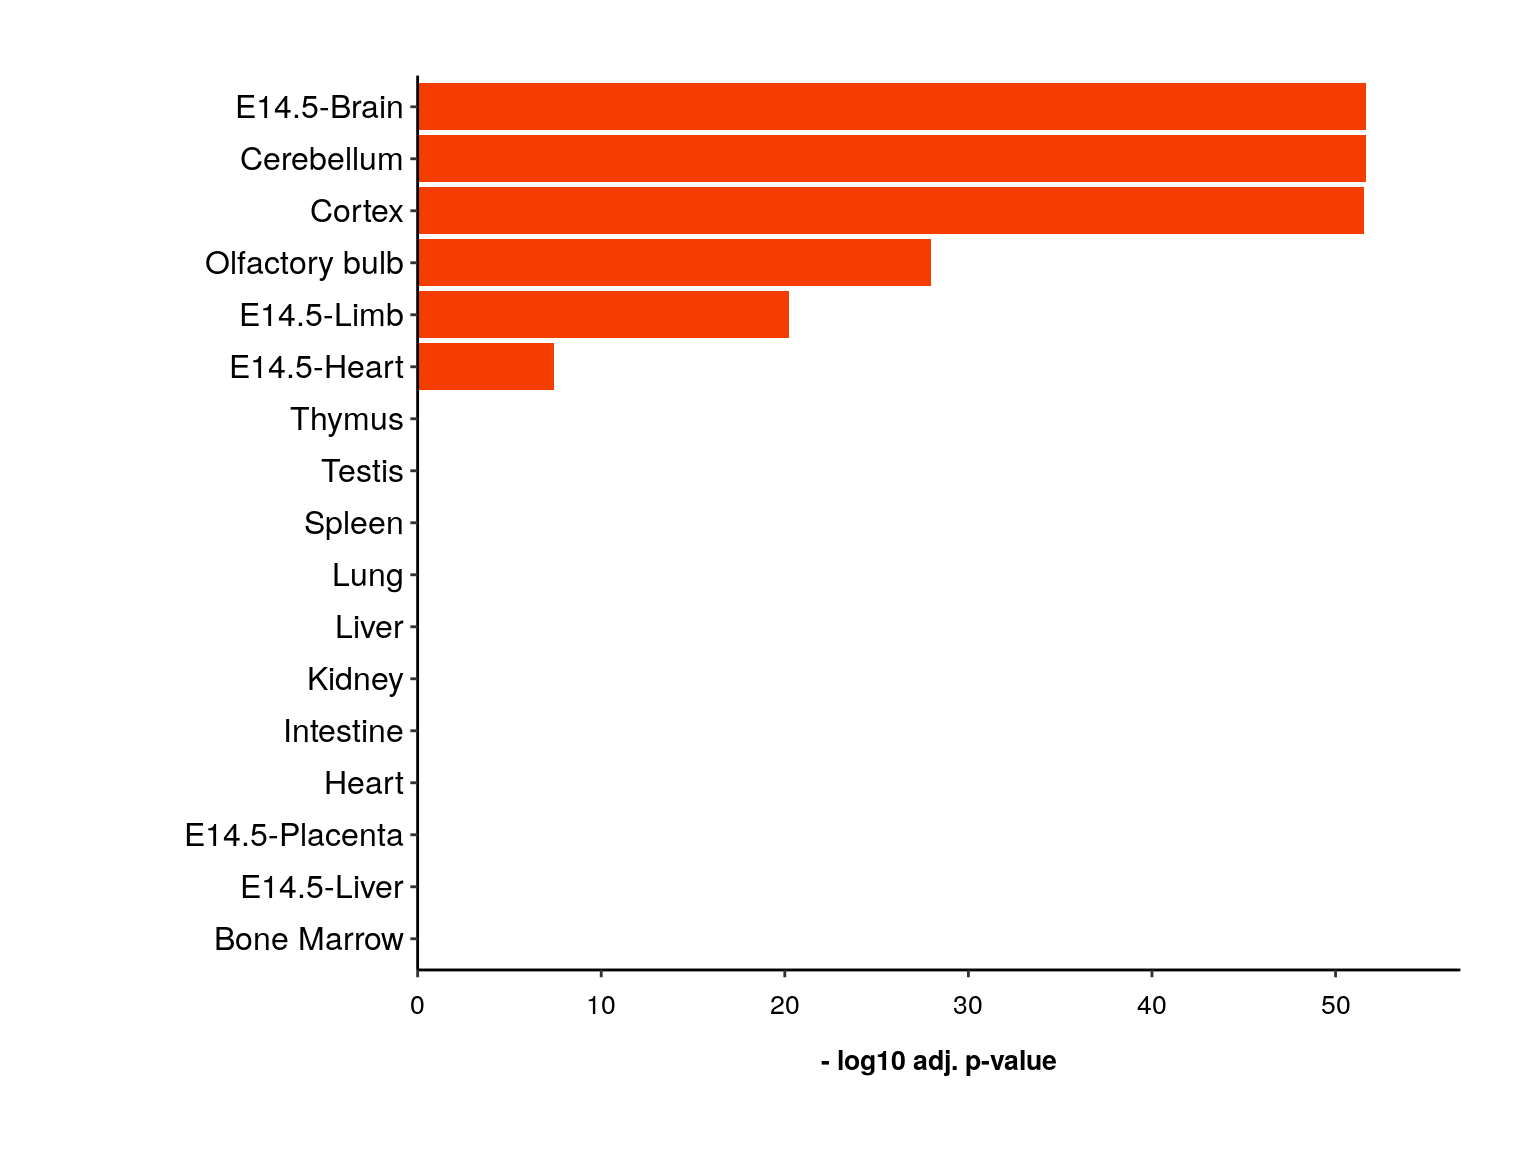 E14.5-Brain
Cerebellum
Cortex
Olfactory bulb
E14.5-Limb
E14.5-Heart
Thymus
Testis
Spleen
Lung
Liver
Kidney
Intestine
Heart
E14.5-Placenta
E14.5-Liver
Bone Marrow
0 10 20 30 40 50
- log10 adj. p-value